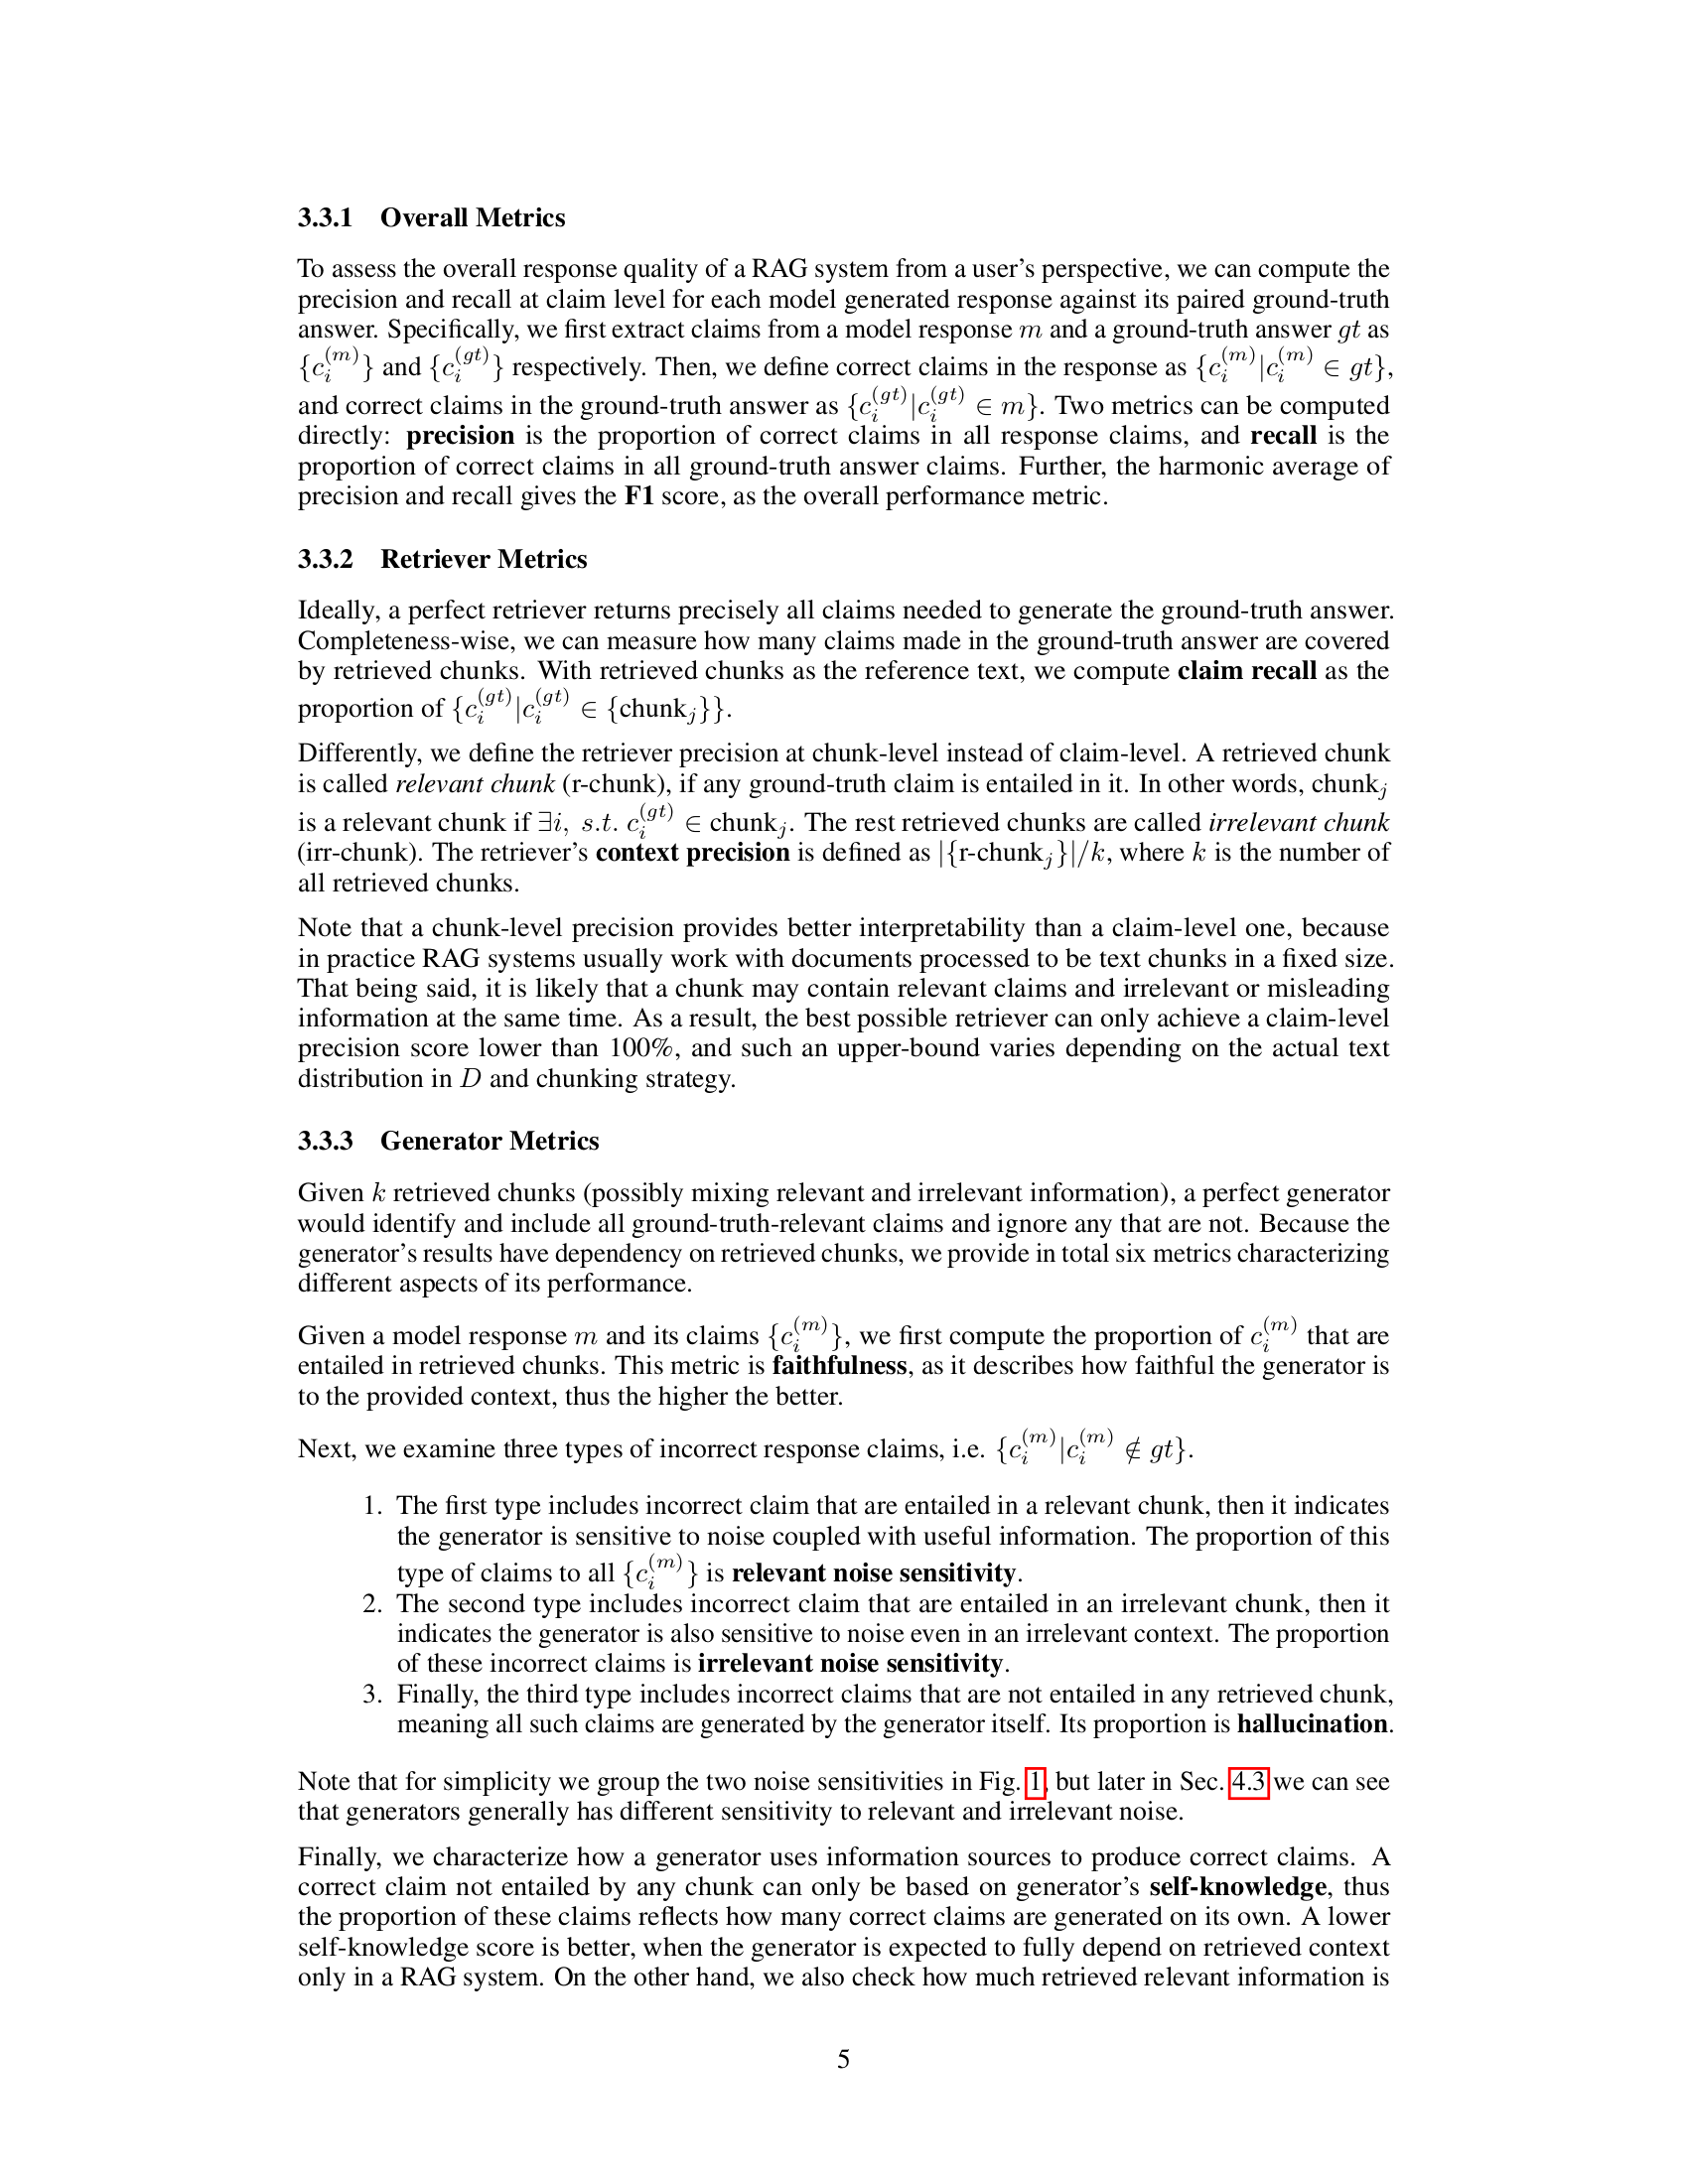 3.3.1 Overall Metrics
To assess the overall response quality of a RAG system from a user's perspective, we can compute the
precision and recall at claim level for each model generated response against its paired ground-truth
answer. Specifically, we first extract claims from a model response m and a ground-truth answer gt as
{c_i^{(m)}} and {c_i^{(gt)}} respectively. Then, we define correct claims in the response as {c_i^{(m)}|c_i^{(m)} ∈ gt},
and correct claims in the ground-truth answer as {c_i^{(gt)}|c_i^{(gt)} ∈ m}. Two metrics can be computed
directly: precision is the proportion of correct claims in all response claims, and recall is the
proportion of correct claims in all ground-truth answer claims. Further, the harmonic average of
precision and recall gives the F1 score, as the overall performance metric.
3.3.2 Retriever Metrics
Ideally, a perfect retriever returns precisely all claims needed to generate the ground-truth answer.
Completeness-wise, we can measure how many claims made in the ground-truth answer are covered
by retrieved chunks. With retrieved chunks as the reference text, we compute claim recall as the
proportion of {c_i^{(gt)}|c_i^{(gt)} ∈ {chunk_j}}.
Differently, we define the retriever precision at chunk-level instead of claim-level. A retrieved chunk
is called relevant chunk (r-chunk), if any ground-truth claim is entailed in it. In other words, chunk_j
is a relevant chunk if ∃i, s.t. c_i^{(gt)} ∈ chunk_j. The rest retrieved chunks are called irrelevant chunk
(irr-chunk). The retriever's context precision is defined as |{r-chunk_j}|/k, where k is the number of
all retrieved chunks.
Note that a chunk-level precision provides better interpretability than a claim-level one, because
in practice RAG systems usually work with documents processed to be text chunks in a fixed size.
That being said, it is likely that a chunk may contain relevant claims and irrelevant or misleading
information at the same time. As a result, the best possible retriever can only achieve a claim-level
precision score lower than 100%, and such an upper-bound varies depending on the actual text
distribution in D and chunking strategy.
3.3.3 Generator Metrics
Given k retrieved chunks (possibly mixing relevant and irrelevant information), a perfect generator
would identify and include all ground-truth-relevant claims and ignore any that are not. Because the
generator's results have dependency on retrieved chunks, we provide in total six metrics characterizing
different aspects of its performance.
Given a model response m and its claims {c_i^{(m)}}, we first compute the proportion of c_i^{(m)} that are
entailed in retrieved chunks. This metric is faithfulness, as it describes how faithful the generator is
to the provided context, thus the higher the better.
Next, we examine three types of incorrect response claims, i.e. {c_i^{(m)}|c_i^{(m)} ∉ gt}.
1. The first type includes incorrect claim that are entailed in a relevant chunk, then it indicates
the generator is sensitive to noise coupled with useful information. The proportion of this
type of claims to all {c_i^{(m)}} is relevant noise sensitivity.
2. The second type includes incorrect claim that are entailed in an irrelevant chunk, then it
indicates the generator is also sensitive to noise even in an irrelevant context. The proportion
of these incorrect claims is irrelevant noise sensitivity.
3. Finally, the third type includes incorrect claims that are not entailed in any retrieved chunk,
meaning all such claims are generated by the generator itself. Its proportion is hallucination.
Note that for simplicity we group the two noise sensitivities in Fig. 1, but later in Sec. 4.3 we can see
that generators generally has different sensitivity to relevant and irrelevant noise.
Finally, we characterize how a generator uses information sources to produce correct claims. A
correct claim not entailed by any chunk can only be based on generator's self-knowledge, thus
the proportion of these claims reflects how many correct claims are generated on its own. A lower
self-knowledge score is better, when the generator is expected to fully depend on retrieved context
only in a RAG system. On the other hand, we also check how much retrieved relevant information is
5